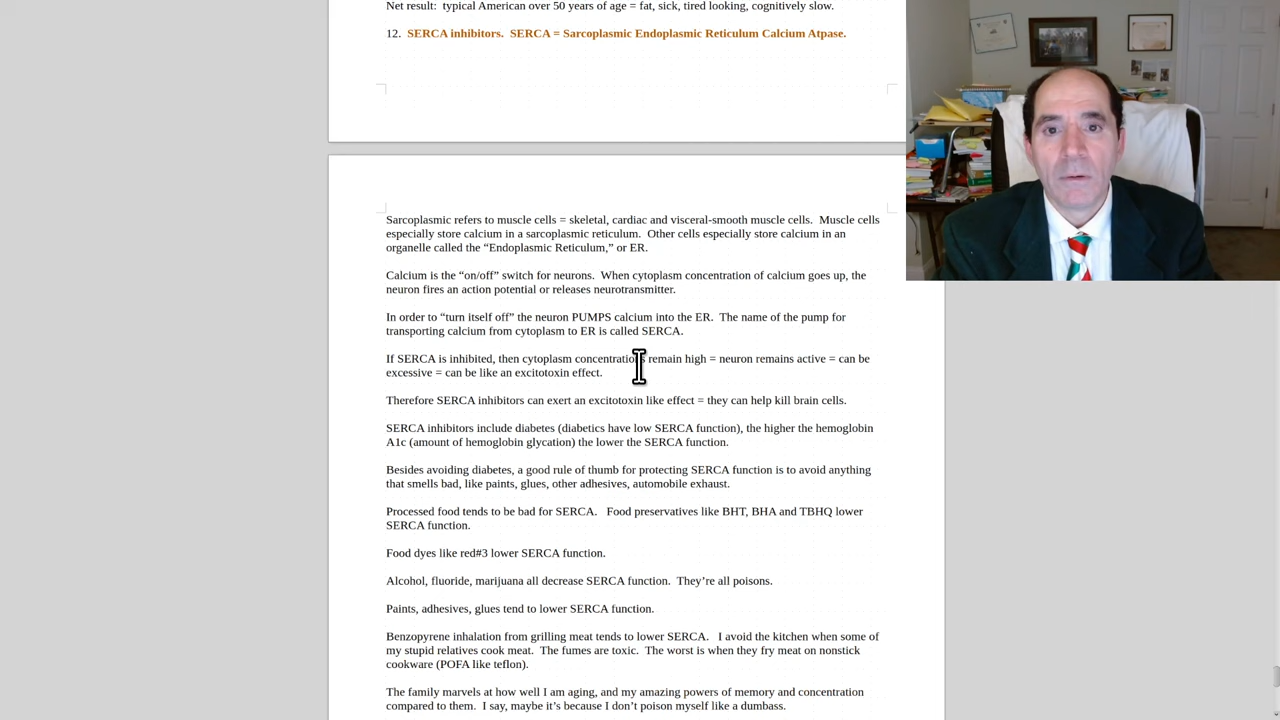 Net result:  typical American over 50 years of age = fat, sick, tired looking, cognitively slow.
12.  SERCA inhibitors.  SERCA = Sarcoplasmic Endoplasmic Reticulum Calcium Atpase.
Sarcoplasmic refers to muscle cells = skeletal, cardiac and visceral-smooth muscle cells.  Muscle cells
especially store calcium in a sarcoplasmic reticulum.  Other cells especially store calcium in an
organelle called the “Endoplasmic Reticulum,” or ER.
Calcium is the “on/off” switch for neurons.  When cytoplasm concentration of calcium goes up, the
neuron fires an action potential or releases neurotransmitter.
In order to “turn itself off” the neuron PUMPS calcium into the ER.  The name of the pump for
transporting calcium from cytoplasm to ER is called SERCA.
If SERCA is inhibited, then cytoplasm concentrations remain high = neuron remains active = can be
excessive = can be like an excitotoxin effect.
Therefore SERCA inhibitors can exert an excitotoxin like effect = they can help kill brain cells.
SERCA inhibitors include diabetes (diabetics have low SERCA function), the higher the hemoglobin
A1c (amount of hemoglobin glycation) the lower the SERCA function.
Besides avoiding diabetes, a good rule of thumb for protecting SERCA function is to avoid anything
that smells bad, like paints, glues, other adhesives, automobile exhaust.
Processed food tends to be bad for SERCA.   Food preservatives like BHT, BHA and TBHQ lower
SERCA function.
Food dyes like red#3 lower SERCA function.
Alcohol, fluoride, marijuana all decrease SERCA function.  They’re all poisons.
Paints, adhesives, glues tend to lower SERCA function.
Benzopyrene inhalation from grilling meat tends to lower SERCA.   I avoid the kitchen when some of
my stupid relatives cook meat.  The fumes are toxic.  The worst is when they fry meat on nonstick
cookware (POFA like teflon).
The family marvels at how well I am aging, and my amazing powers of memory and concentration
compared to them.  I say, maybe it’s because I don’t poison myself like a dumbass.